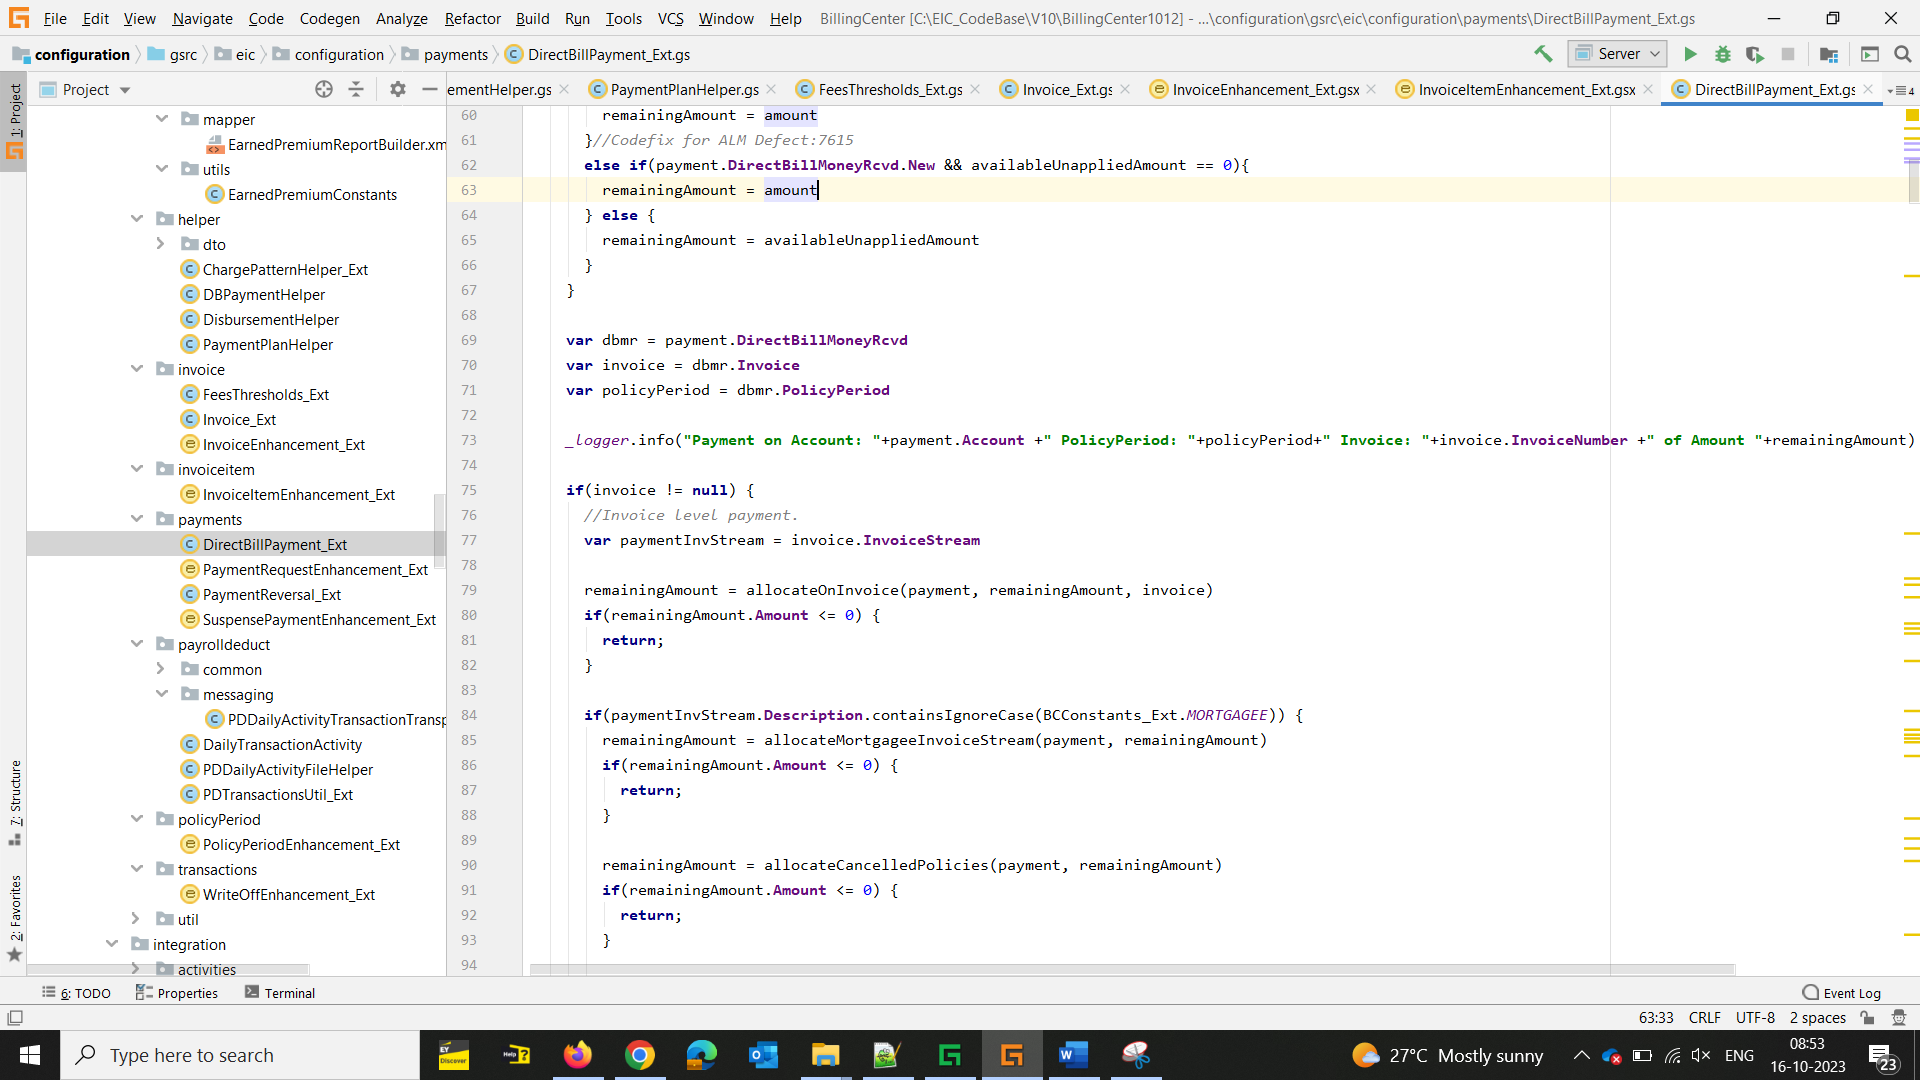 File Edit View Navigate Code Codegen Analyze Refactor Build Run Tools VCS Window Help BillingCenter [C:\EIC_CodeBase\V10\BillingCenter1012] - ...\configuration\gsrc\eic\configuration\payments\DirectBillPayment_Ext.gs
configuration gsrc eic configuration payments DirectBillPayment_Ext.gs Server
Project ementHelper.gs PaymentPlanHelper.gs FeesThresholds_Ext.gs Invoice_Ext.gs InvoiceEnhancement_Ext.gsx InvoiceItemEnhancement_Ext.gsx DirectBillPayment_Ext.gs 4
1: Project
7: Structure
2: Favorites
mapper
EarnedPremiumReportBuilder.xm
utils
EarnedPremiumConstants
helper
dto
ChargePatternHelper_Ext
DBPaymentHelper
DisbursementHelper
PaymentPlanHelper
invoice
FeesThresholds_Ext
Invoice_Ext
InvoiceEnhancement_Ext
invoiceitem
InvoiceItemEnhancement_Ext
payments
DirectBillPayment_Ext
PaymentRequestEnhancement_Ext
PaymentReversal_Ext
SuspensePaymentEnhancement_Ext
payrolldeduct
common
messaging
PDDailyActivityTransactionTransp
DailyTransactionActivity
PDDailyActivityFileHelper
PDTransactionsUtil_Ext
policyPeriod
PolicyPeriodEnhancement_Ext
transactions
WriteOffEnhancement_Ext
util
integration
activities
60 remainingAmount = amount
61 }//Codefix for ALM Defect:7615
62 else if(payment.DirectBillMoneyRcvd.New && availableUnappliedAmount == 0){
63 remainingAmount = amount
64 } else {
65 remainingAmount = availableUnappliedAmount
66 }
67 }
68
69 var dbmr = payment.DirectBillMoneyRcvd
70 var invoice = dbmr.Invoice
71 var policyPeriod = dbmr.PolicyPeriod
72
73 _logger.info("Payment on Account: "+payment.Account +" PolicyPeriod: "+policyPeriod+" Invoice: "+invoice.InvoiceNumber +" of Amount "+remainingAmount)
74
75 if(invoice != null) {
76 //Invoice level payment.
77 var paymentInvStream = invoice.InvoiceStream
78
79 remainingAmount = allocateOnInvoice(payment, remainingAmount, invoice)
80 if(remainingAmount.Amount <= 0) {
81 return;
82 }
83
84 if(paymentInvStream.Description.containsIgnoreCase(BCConstants_Ext.MORTGAGEE)) {
85 remainingAmount = allocateMortgageeInvoiceStream(payment, remainingAmount)
86 if(remainingAmount.Amount <= 0) {
87 return;
88 }
89
90 remainingAmount = allocateCancelledPolicies(payment, remainingAmount)
91 if(remainingAmount.Amount <= 0) {
92 return;
93 }
94
6: TODO Properties Terminal Event Log
63:33 CRLF UTF-8 2 spaces
Type here to search EY Discover Help ? 27°C Mostly sunny ENG 08:53
16-10-2023 23